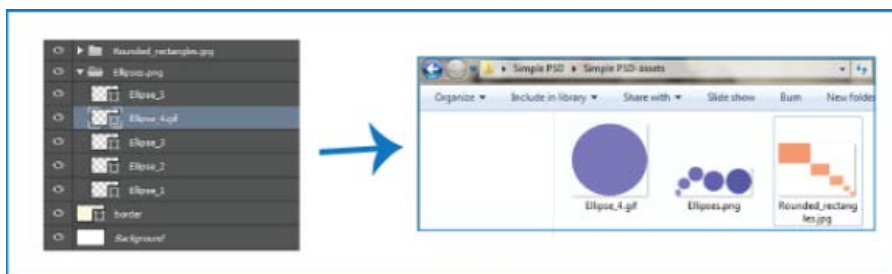 Rounded_rectangles.jpg
Ellipses.png
Ellipse_5
Ellipse_4.gif
Ellipse_3
Ellipse_2
Ellipse_1
border
Background
Simple PSD Simple PSD-assets
Organize Include in library Share with Slide show Burn New folder
Ellipse_4.gif
Ellipses.png
Rounded_rectang
les.jpg